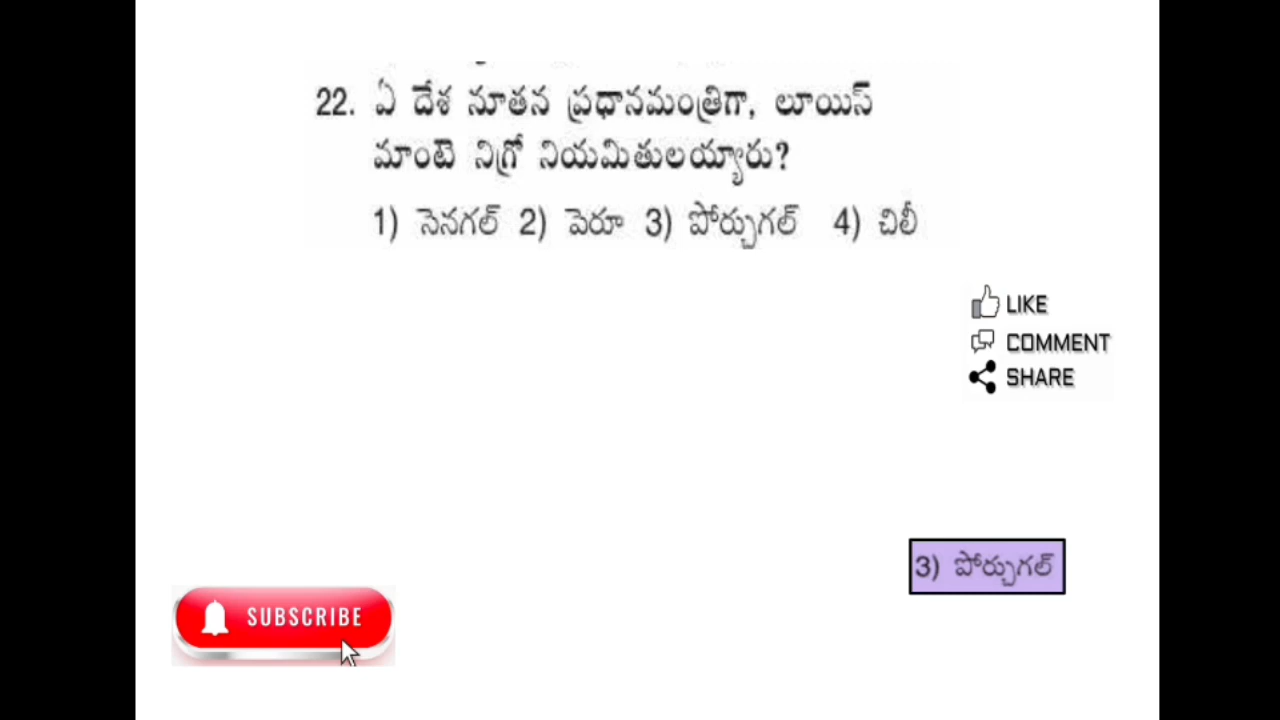 22. ఏ దేశ నూతన ప్రధానమంత్రిగా, లూయిస్
మాంటె నిగ్రో నియమితులయ్యారు?
1) సెనగల్ 2) పెరూ 3) పోర్చుగల్ 4) చిలీ
LIKE
COMMENT
SHARE
3) పోర్చుగల్
SUBSCRIBE